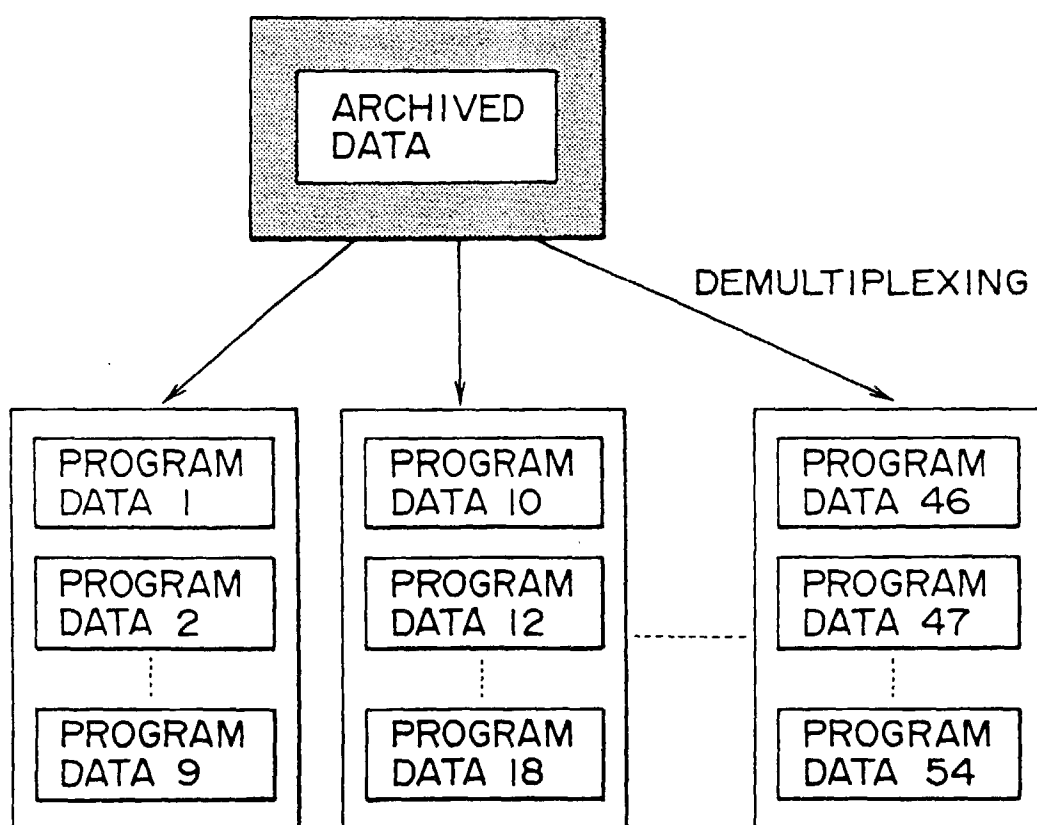 ARCHIVED
DATA
DEMULTIPLEXING
PROGRAM
DATA 1
PROGRAM
DATA 2
PROGRAM
DATA 9
PROGRAM
DATA 10
PROGRAM
DATA 12
PROGRAM
DATA 18
PROGRAM
DATA 46
PROGRAM
DATA 47
PROGRAM
DATA 54